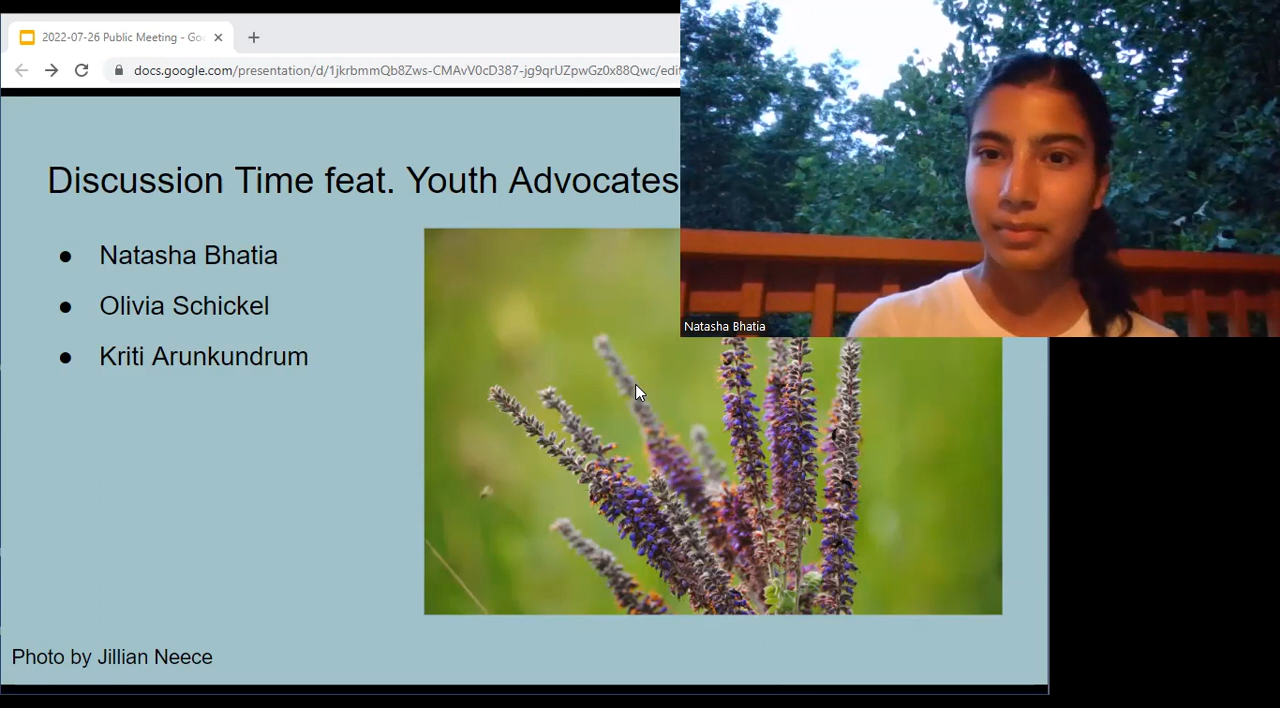 2022-07-26 Public Meeting - Goo
docs.google.com/presentation/d/1jkrbmmQb8Zws-CMAvV0cD387-jg9qrUZpwGz0x88Qwc/edi
Discussion Time feat. Youth Advocates
• Natasha Bhatia
• Olivia Schickel
• Kriti Arunkundrum
Natasha Bhatia
Photo by Jillian Neece